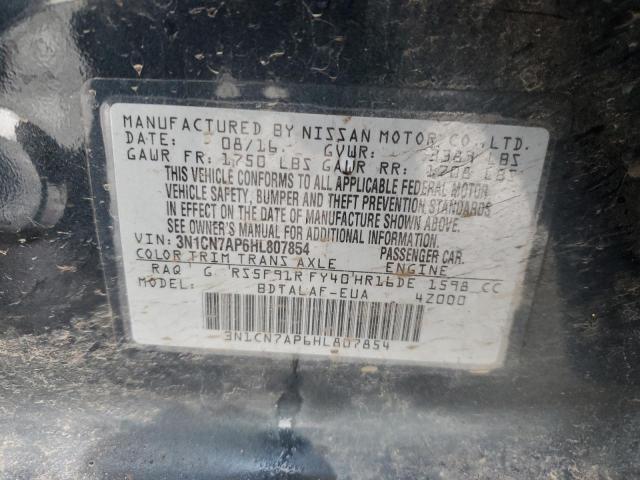 MANUFACTURED BY NISSAN MOTOR CO., LTD.
DATE: 08/16 GVWR: 3389 LBS
GAWR FR: 1750 LBS GAWR RR: 1708 LBS
THIS VEHICLE CONFORMS TO ALL APPLICABLE FEDERAL MOTOR
VEHICLE SAFETY, BUMPER AND THEFT PREVENTION STANDARDS
IN EFFECT ON THE DATE OF MANUFACTURE SHOWN ABOVE.
SEE OWNER'S MANUAL FOR ADDITIONAL INFORMATION.
VIN: 3N1CN7AP6HL807854 PASSENGER CAR.
COLOR TRIM TRANS AXLE ENGINE
RAQ G RS5F91R FY40 HR16DE 1598 CC
MODEL: BDTALAF-EUA 4Z000
3N1CN7AP6HL807854